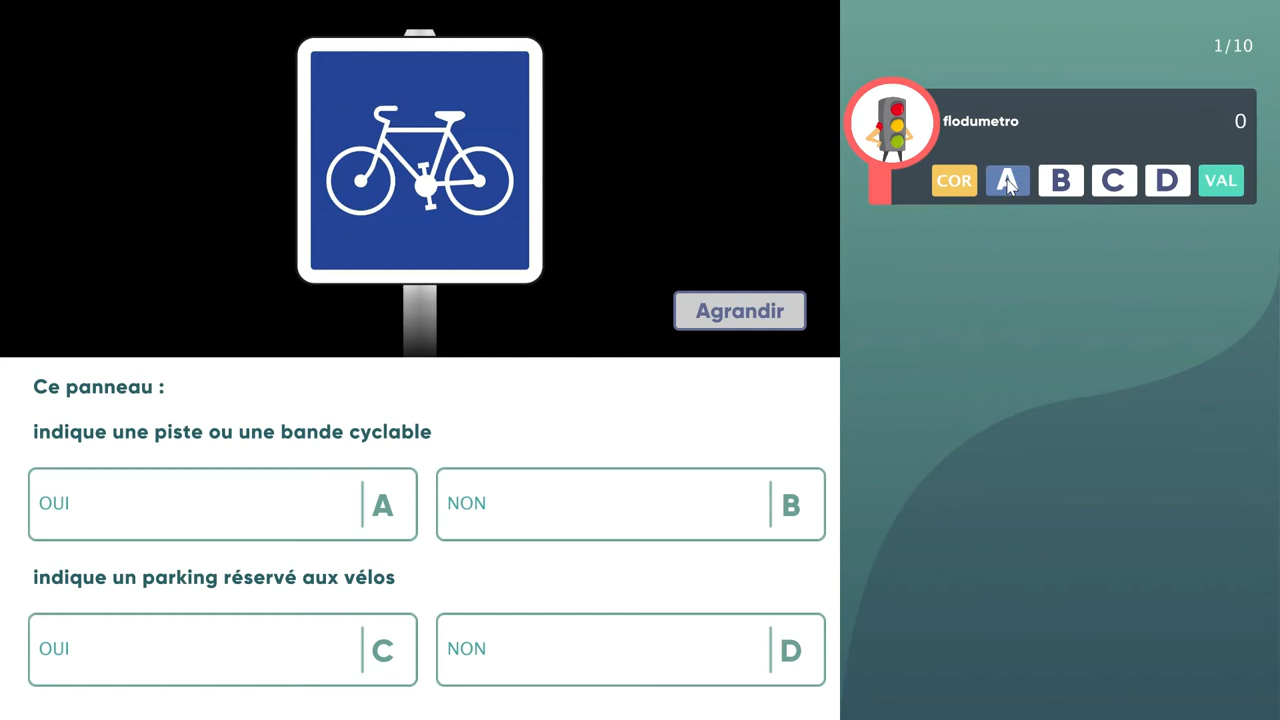 1/10
flodumetro
0
COR
A
B
C
D
VAL
Agrandir
Ce panneau :
indique une piste ou une bande cyclable
OUI
A
NON
B
indique un parking réservé aux vélos
OUI
C
NON
D